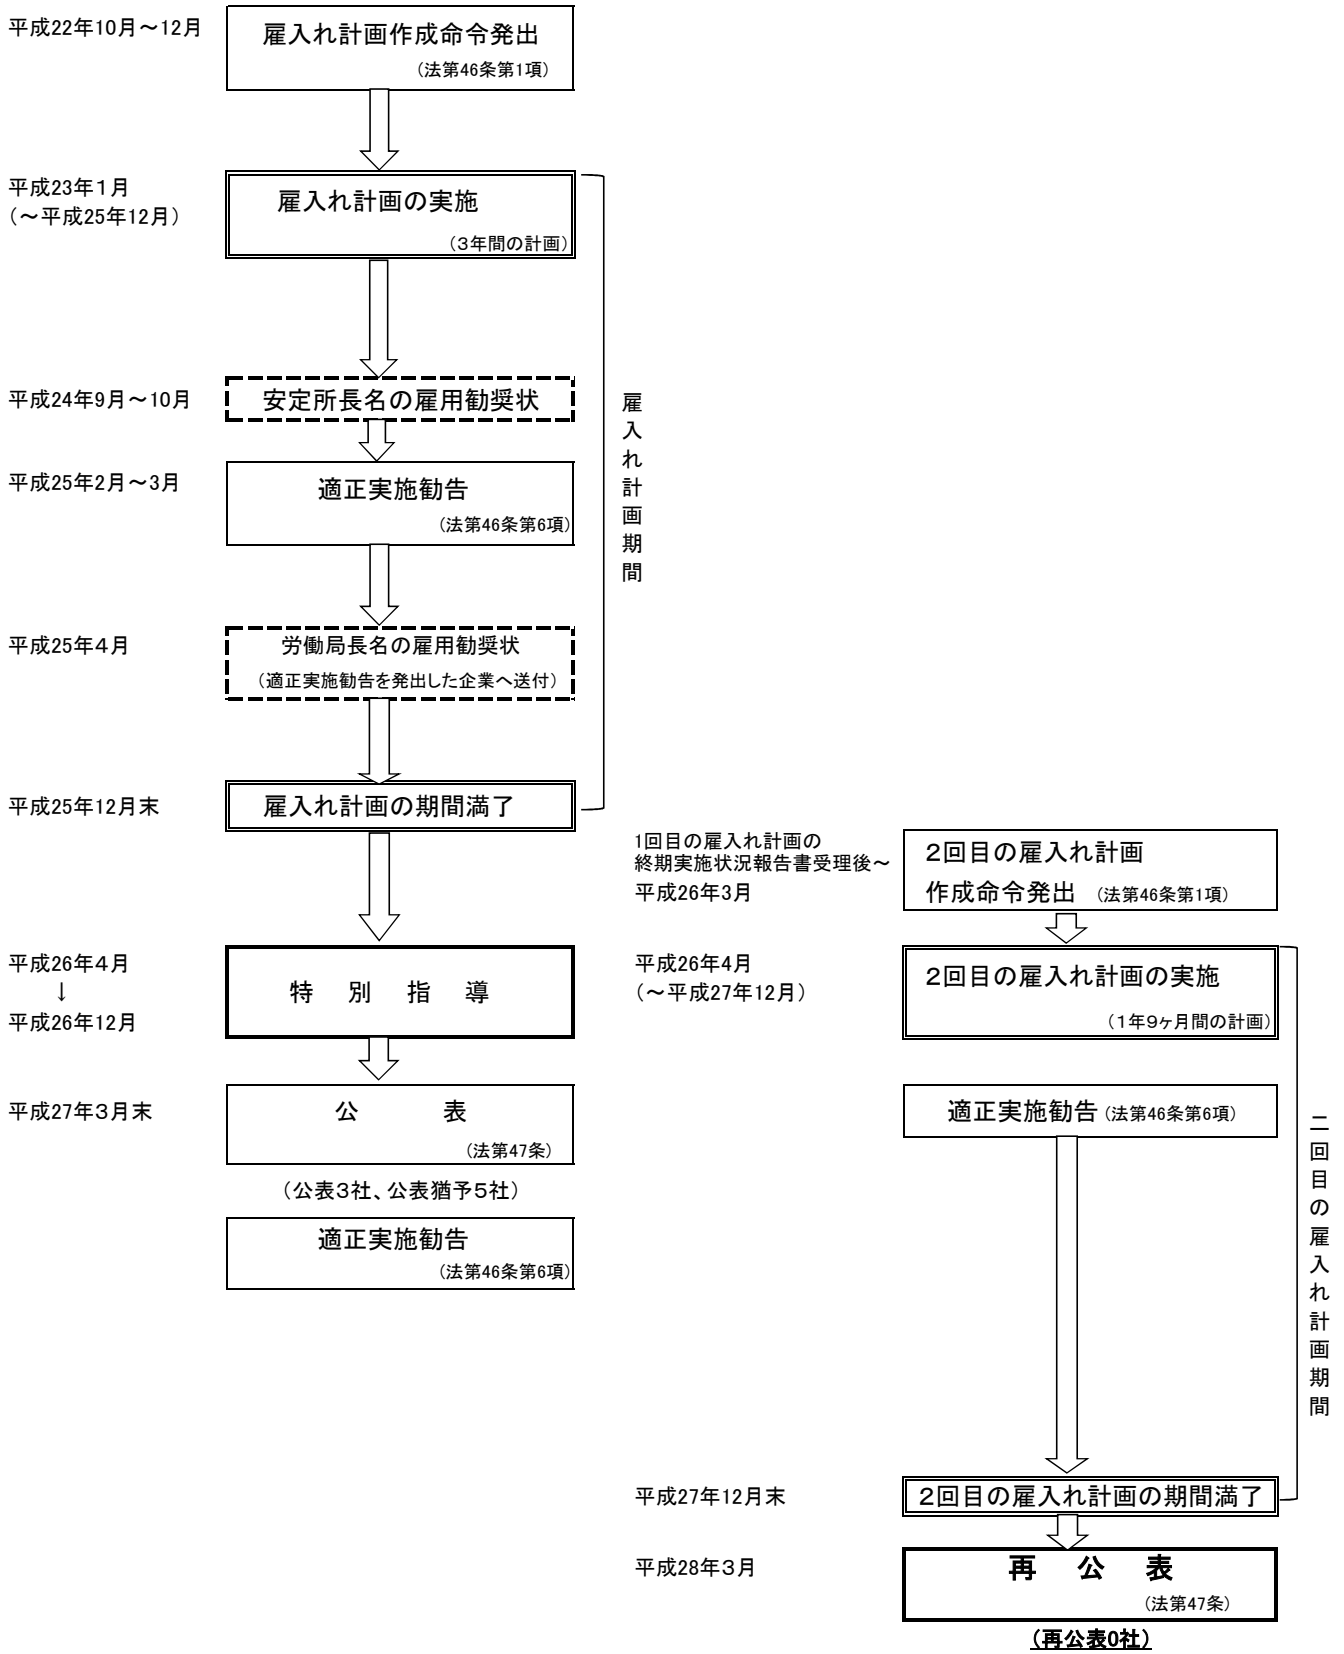 平成22年10月～12月
雇入れ計画作成命令発出
（法第46条第1項）
平成23年１月
（～平成25年12月）
雇入れ計画の実施
（３年間の計画）
平成24年9月～10月
安定所長名の雇用勧奨状
平成25年2月～3月
適正実施勧告
（法第46条第6項）
平成25年４月
労働局長名の雇用勧奨状
（適正実施勧告を発出した企業へ送付）
平成25年12月末
雇入れ計画の期間満了
雇入れ計画期間
1回目の雇入れ計画の
終期実施状況報告書受理後～
平成26年３月
２回目の雇入れ計画
作成命令発出 （法第46条第1項）
平成26年４月
↓
平成26年12月
特 別 指 導
平成26年4月
（～平成27年12月）
２回目の雇入れ計画の実施
（１年９ヶ月間の計画）
平成27年３月末
公 表
（法第47条）
（公表３社、公表猶予５社）
適正実施勧告
（法第46条第6項）
適正実施勧告 （法第46条第6項）
二回目の雇入れ計画期間
平成27年12月末
２回目の雇入れ計画の期間満了
平成28年３月
再 公 表
（法第47条）
（再公表0社）